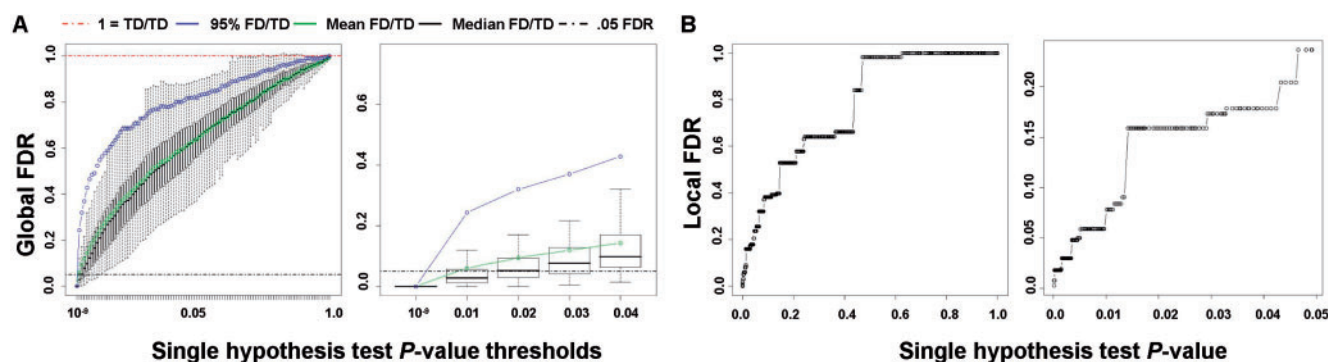 A
1 = TD/TD 95% FD/TD Mean FD/TD Median FD/TD .05 FDR
B
Global FDR
1.0
0.8
0.6
0.4
0.2
0.0
10⁻⁹ 0.05 1.0
0.6
0.4
0.2
0.0
10⁻⁹ 0.01 0.02 0.03 0.04
Single hypothesis test P-value thresholds
Local FDR
1.0
0.8
0.6
0.4
0.2
0.0
0.0 0.2 0.4 0.6 0.8 1.0
0.20
0.15
0.10
0.05
0.00
0.0 0.01 0.02 0.03 0.04 0.05
Single hypothesis test P-value